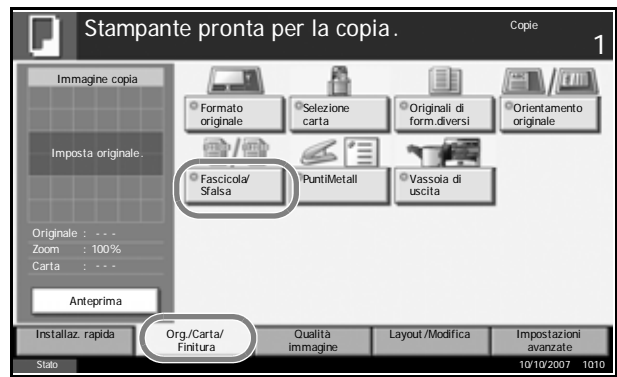 Stampante pronta per la copia.
Copie
1
Immagine copia
Imposta originale.
Originale : - - -
Zoom : 100%
Carta : - - -
Anteprima
Formato
originale
Selezione
carta
Originali di
form.diversi
Orientamento
originale
Fascicola/
Sfalsa
PuntiMetall
Vassoia di
uscita
Installaz. rapida
Org./Carta/
Finitura
Qualità
immagine
Layout/Modifica
Impostazioni
avanzate
Stato
10/10/2007 1010